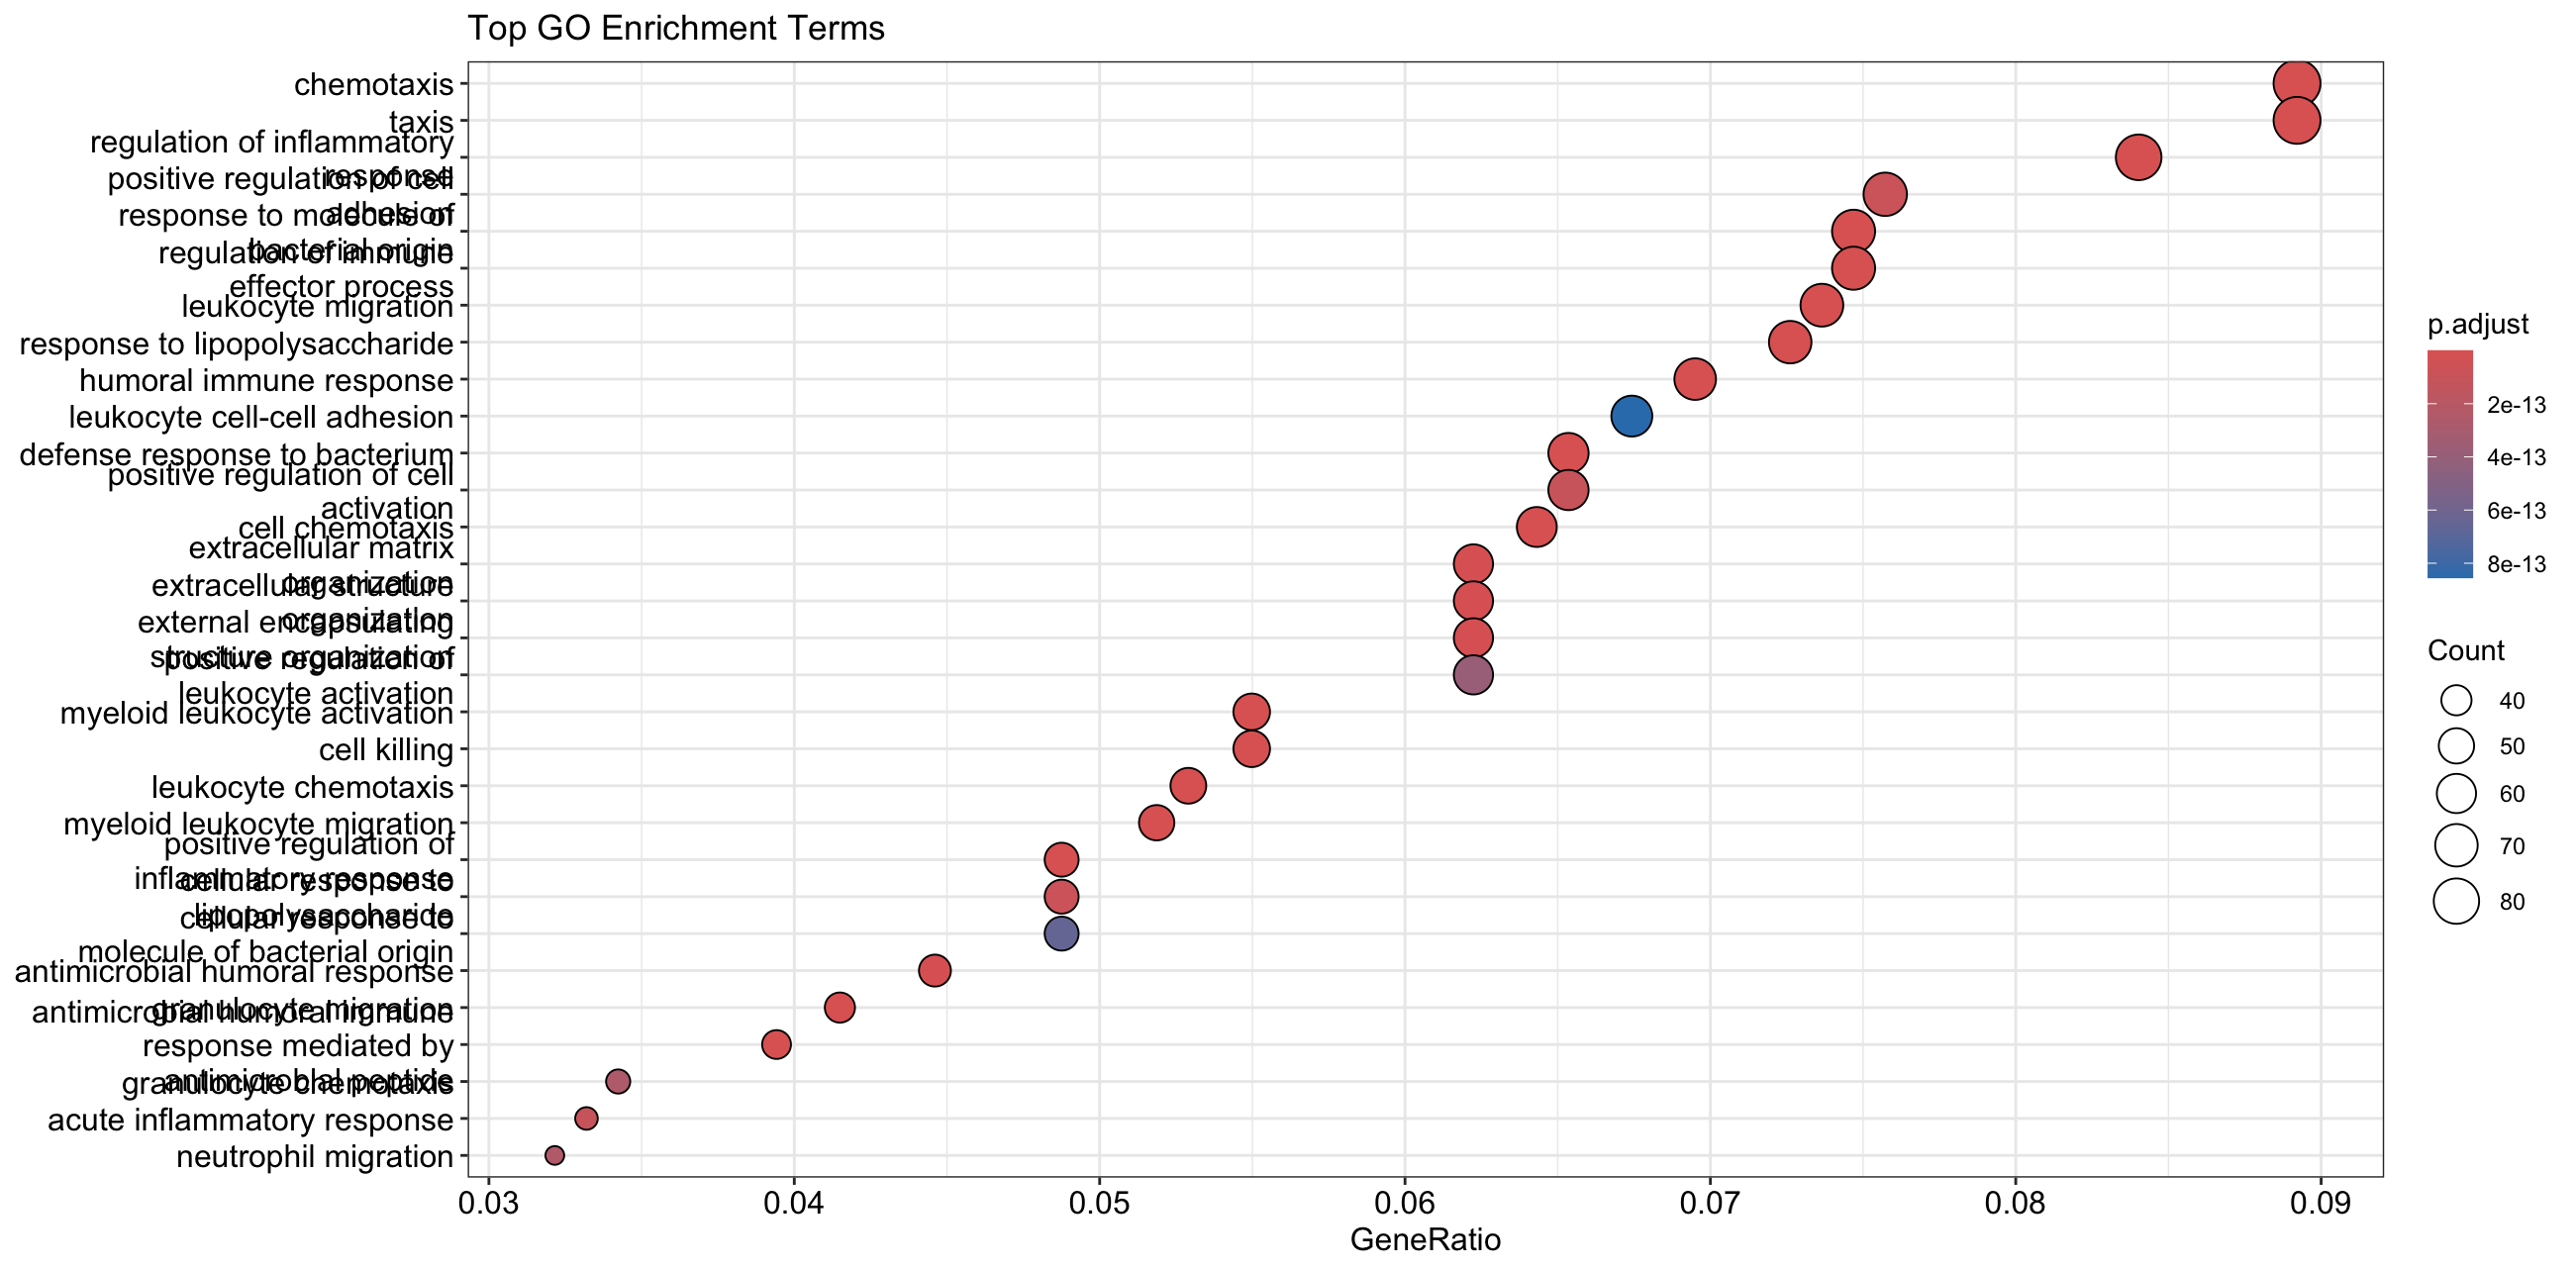 Top GO Enrichment Terms
chemotaxis
taxis
regulation of inflammatory
response
positive regulation of cell
adhesion
response to molecule of
bacterial origin
regulation of immune
effector process
leukocyte migration
response to lipopolysaccharide
humoral immune response
leukocyte cell-cell adhesion
defense response to bacterium
positive regulation of cell
activation
cell chemotaxis
extracellular matrix
organization
extracellular structure
organization
external encapsulating
structure organization
positive regulation of
leukocyte activation
myeloid leukocyte activation
cell killing
leukocyte chemotaxis
myeloid leukocyte migration
positive regulation of
inflammatory response
cellular response to
lipopolysaccharide
cellular response to
molecule of bacterial origin
antimicrobial humoral response
granulocyte migration
antimicrobial humoral immune
response mediated by
antimicrobial peptide
granulocyte chemotaxis
acute inflammatory response
neutrophil migration
0.03 0.04 0.05 0.06 0.07 0.08 0.09
GeneRatio
p.adjust
2e-13
4e-13
6e-13
8e-13
Count
40
50
60
70
80